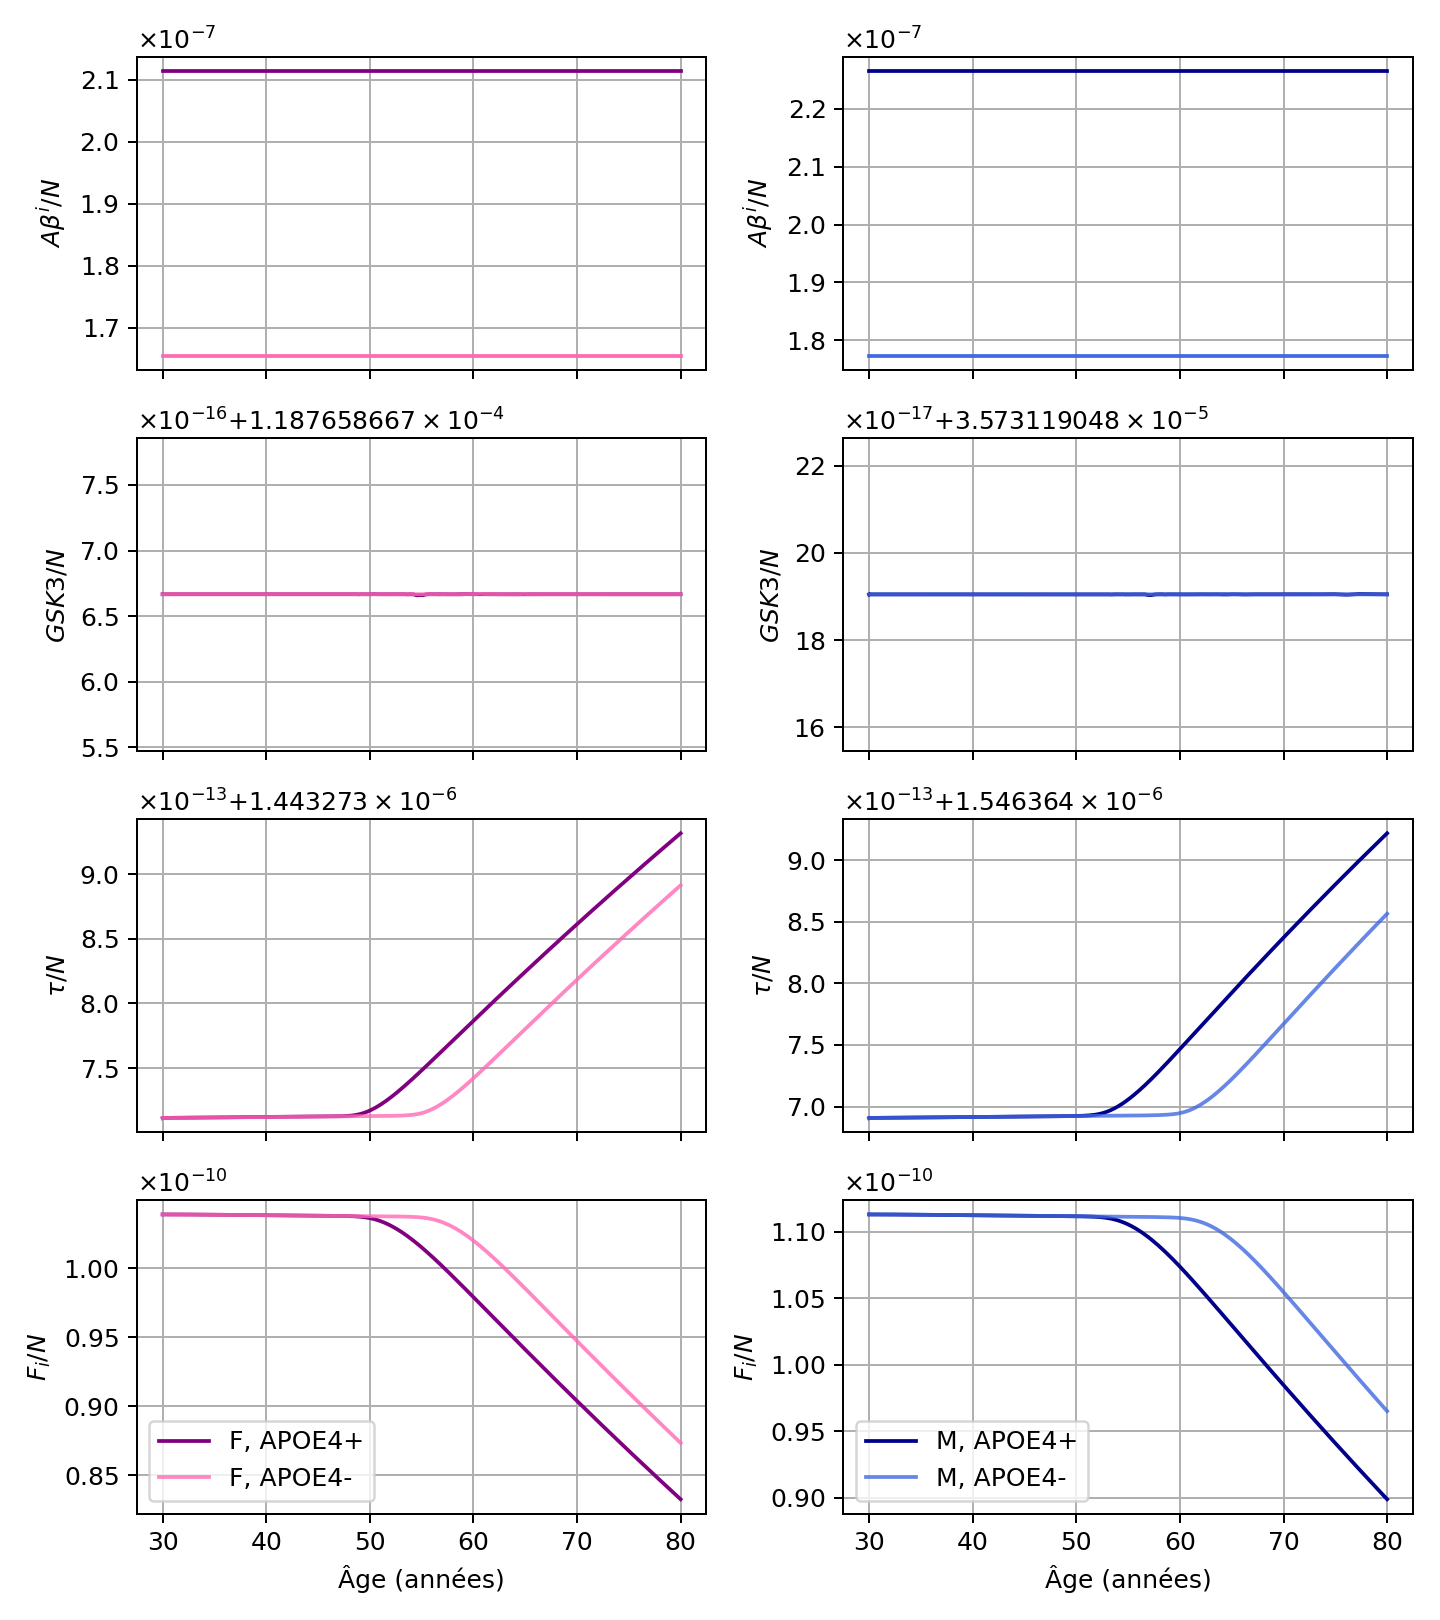 ×10⁻⁷
2.1
2.0
1.9
1.8
1.7
Aβⁱ/N
×10⁻⁷
2.2
2.1
2.0
1.9
1.8
Aβⁱ/N
×10⁻¹⁶+1.187658667 × 10⁻⁴
7.5
7.0
6.5
6.0
5.5
GSK3/N
×10⁻¹⁷+3.573119048 × 10⁻⁵
22
20
18
16
GSK3/N
×10⁻¹³+1.443273 × 10⁻⁶
9.0
8.5
8.0
7.5
τ/N
×10⁻¹³+1.546364 × 10⁻⁶
9.0
8.5
8.0
7.5
7.0
τ/N
×10⁻¹⁰
1.00
0.95
0.90
0.85
Fᵢ/N
F, APOE4+
F, APOE4-
30 40 50 60 70 80
Âge (années)
×10⁻¹⁰
1.10
1.05
1.00
0.95
0.90
Fᵢ/N
M, APOE4+
M, APOE4-
30 40 50 60 70 80
Âge (années)